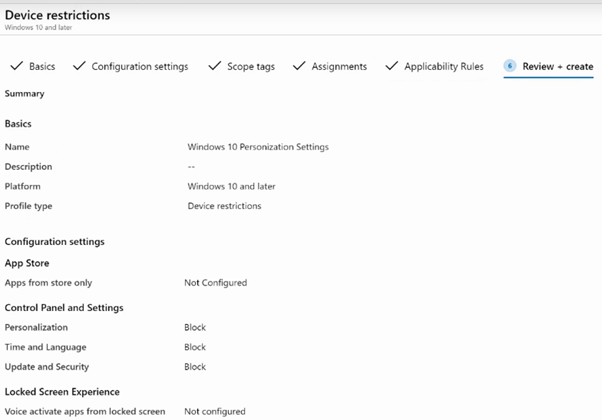 Device restrictions
Windows 10 and later
Basics Configuration settings Scope tags Assignments Applicability Rules 6 Review + create
Summary
Basics
Name Windows 10 Personization Settings
Description --
Platform Windows 10 and later
Profile type Device restrictions
Configuration settings
App Store
Apps from store only Not Configured
Control Panel and Settings
Personalization Block
Time and Language Block
Update and Security Block
Locked Screen Experience
Voice activate apps from locked screen Not configured